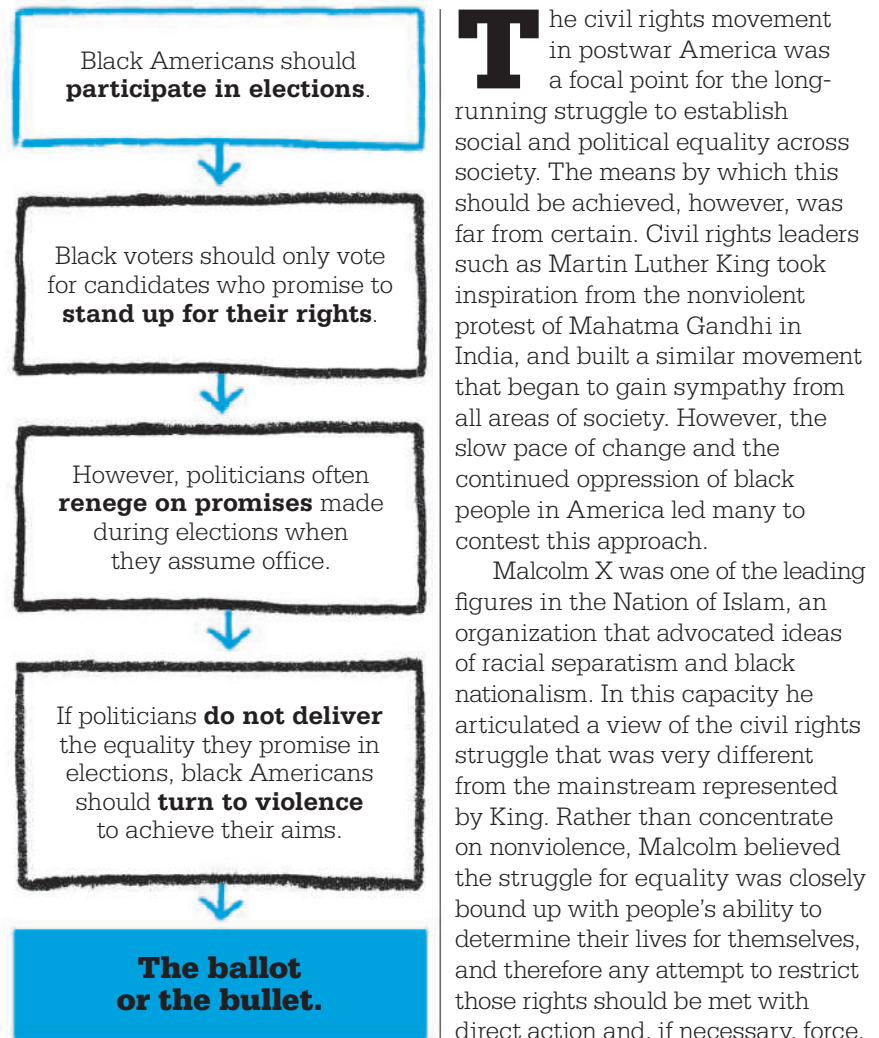 Black Americans should
participate in elections.
Black voters should only vote
for candidates who promise to
stand up for their rights.
However, politicians often
renege on promises made
during elections when
they assume office.
If politicians do not deliver
the equality they promise in
elections, black Americans
should turn to violence
to achieve their aims.
The ballot
or the bullet.
The civil rights movement
in postwar America was
a focal point for the long-
running struggle to establish
social and political equality across
society. The means by which this
should be achieved, however, was
far from certain. Civil rights leaders
such as Martin Luther King took
inspiration from the nonviolent
protest of Mahatma Gandhi in
India, and built a similar movement
that began to gain sympathy from
all areas of society. However, the
slow pace of change and the
continued oppression of black
people in America led many to
contest this approach.
Malcolm X was one of the leading
figures in the Nation of Islam, an
organization that advocated ideas
of racial separatism and black
nationalism. In this capacity he
articulated a view of the civil rights
struggle that was very different
from the mainstream represented
by King. Rather than concentrate
on nonviolence, Malcolm believed
the struggle for equality was closely
bound up with people's ability to
determine their lives for themselves,
and therefore any attempt to restrict
those rights should be met with
direct action and, if necessary, force.